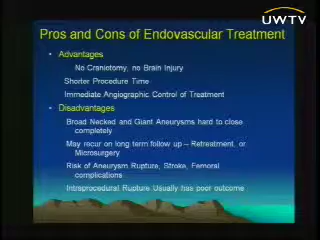 UWTV
Pros and Cons of Endovascular Treatment
• Advantages
No Craniotomy, no Brain Injury
Shorter Procedure Time
Immediate Angiographic Control of Treatment
• Disadvantages
Broad Necked and Giant Aneurysms hard to close
completely
May recur on long term follow up – Retreatment, or
Microsurgery
Risk of Aneurysm Rupture, Stroke, Femoral
complications
Intraprocedural Rupture Usually has poor outcome